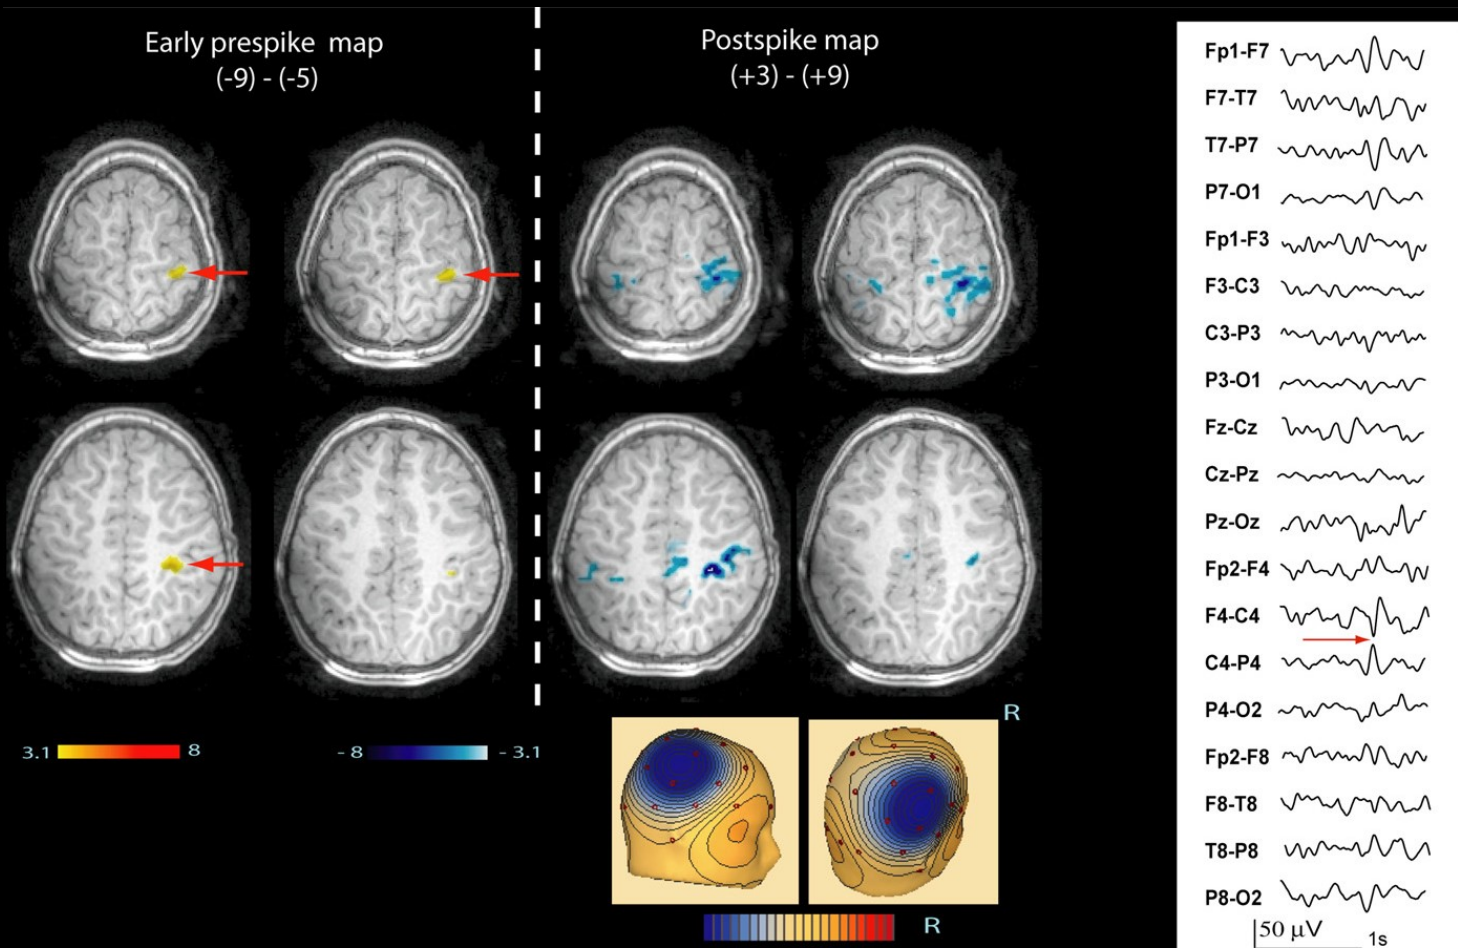 Early prespike map
(-9) - (-5)
Postspike map
(+3) - (+9)
3.1
8
- 8
- 3.1
R
R
Fp1-F7
F7-T7
T7-P7
P7-O1
Fp1-F3
F3-C3
C3-P3
P3-O1
Fz-Cz
Cz-Pz
Pz-Oz
Fp2-F4
F4-C4
C4-P4
P4-O2
Fp2-F8
F8-T8
T8-P8
P8-O2
50 µV
1s